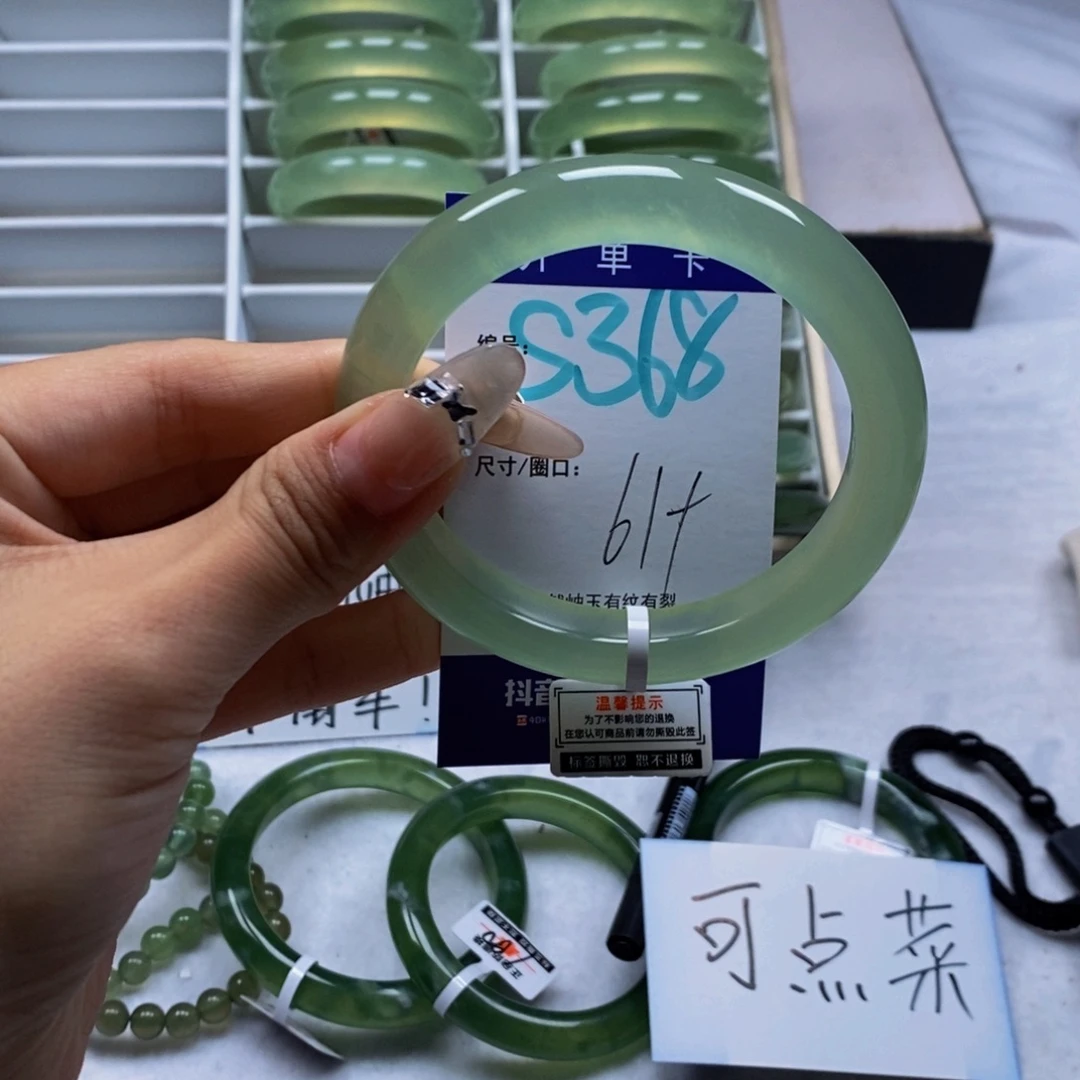 单卡
编号：S368
尺寸/圈口：61+
岫玉有纹有裂
抖音
温馨提示
为了不影响您的退换
在您认可商品前请勿撕毁此签
标签撕毁 恕不退换
可点菜